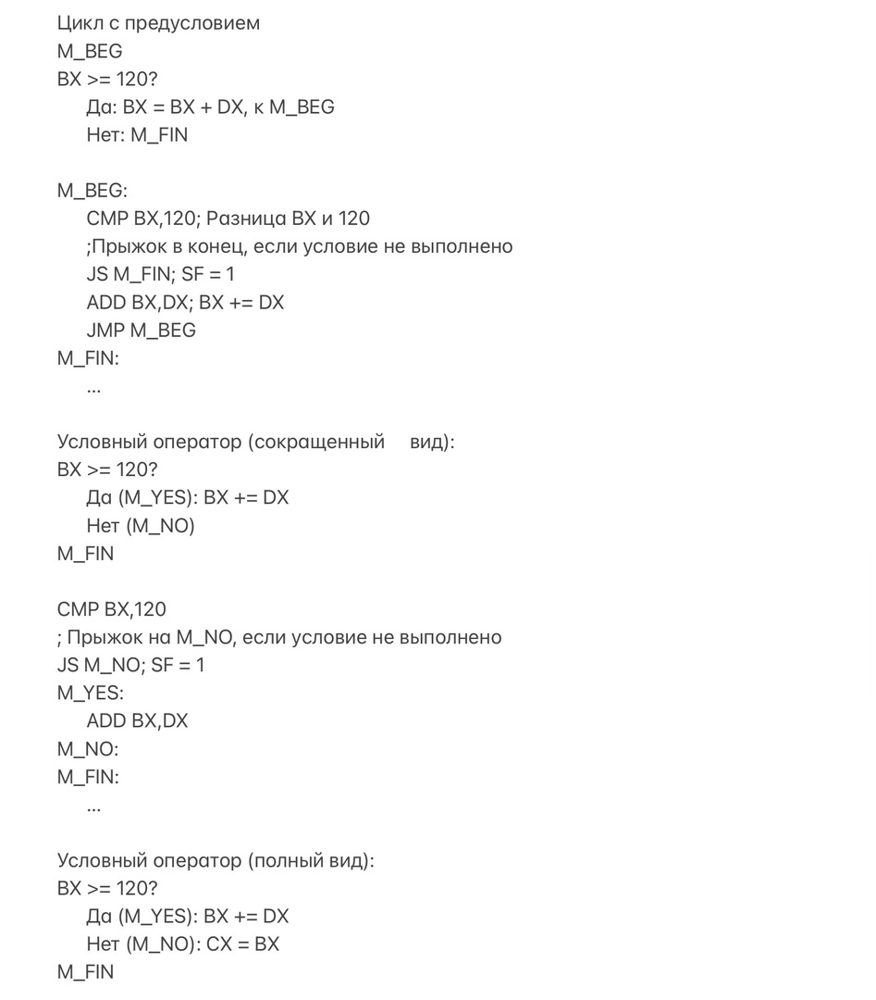 Цикл с предусловием
M_BEG
BX >= 120?
Да: BX = BX + DX, к M_BEG
Нет: M_FIN
M_BEG:
CMP BX,120; Разница BX и 120
;Прыжок в конец, если условие не выполнено
JS M_FIN; SF = 1
ADD BX,DX; BX += DX
JMP M_BEG
M_FIN:
...
Условный оператор (сокращенный вид):
BX >= 120?
Да (M_YES): BX += DX
Нет (M_NO)
M_FIN
CMP BX,120
; Прыжок на M_NO, если условие не выполнено
JS M_NO; SF = 1
M_YES:
ADD BX,DX
M_NO:
M_FIN:
...
Условный оператор (полный вид):
BX >= 120?
Да (M_YES): BX += DX
Нет (M_NO): CX = BX
M_FIN